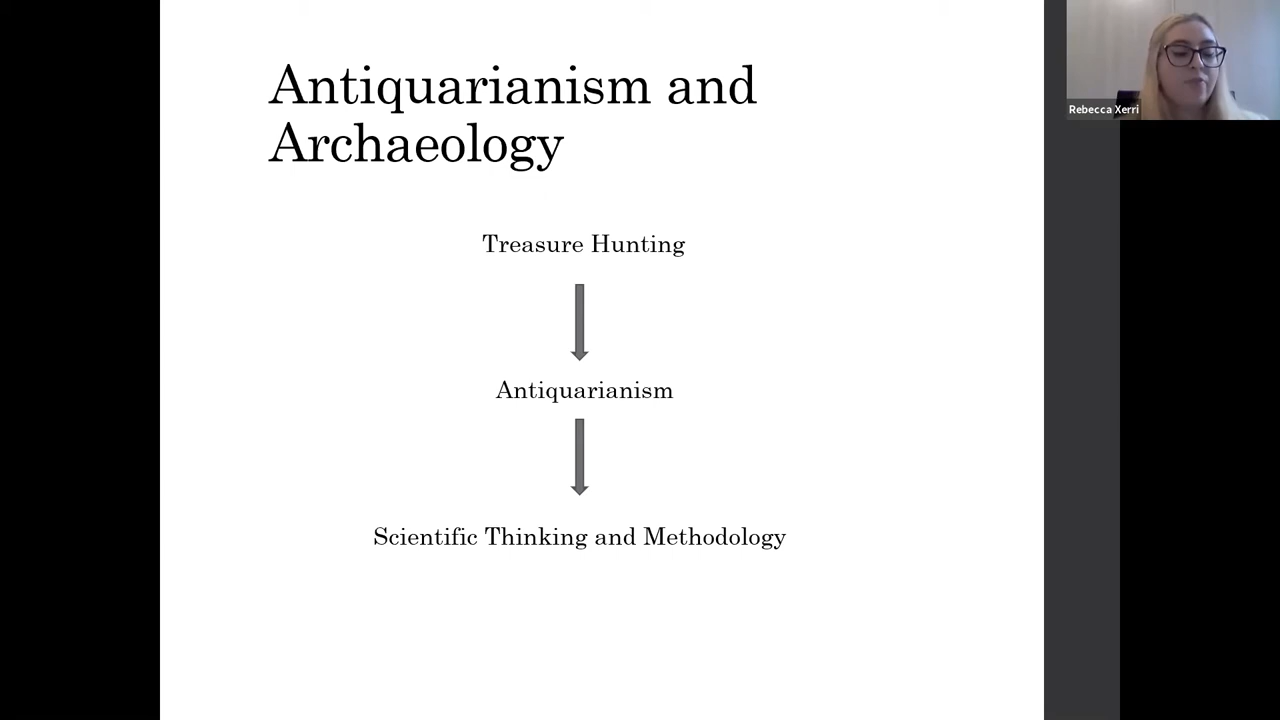 Antiquarianism and
Archaeology
Treasure Hunting
Antiquarianism
Scientific Thinking and Methodology
Rebecca Xerri